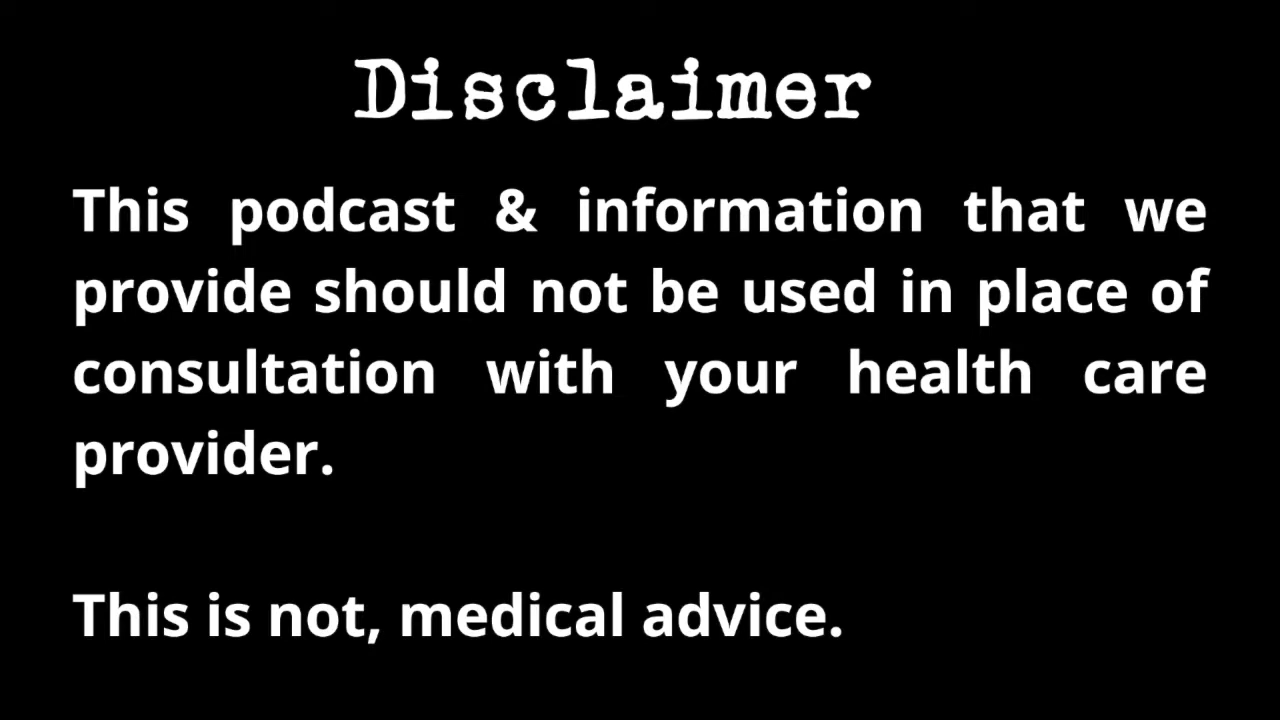 Disclaimer
This podcast & information that we
provide should not be used in place of
consultation with your health care
provider.
This is not, medical advice.